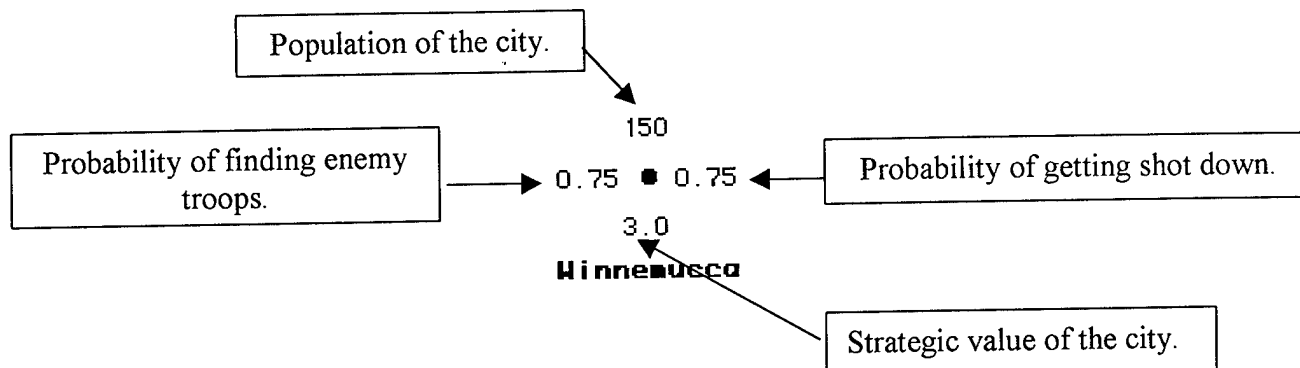 Population of the city.
150
Probability of finding enemy
troops.
0.75
0.75
Probability of getting shot down.
3.0
Winnemucca
Strategic value of the city.